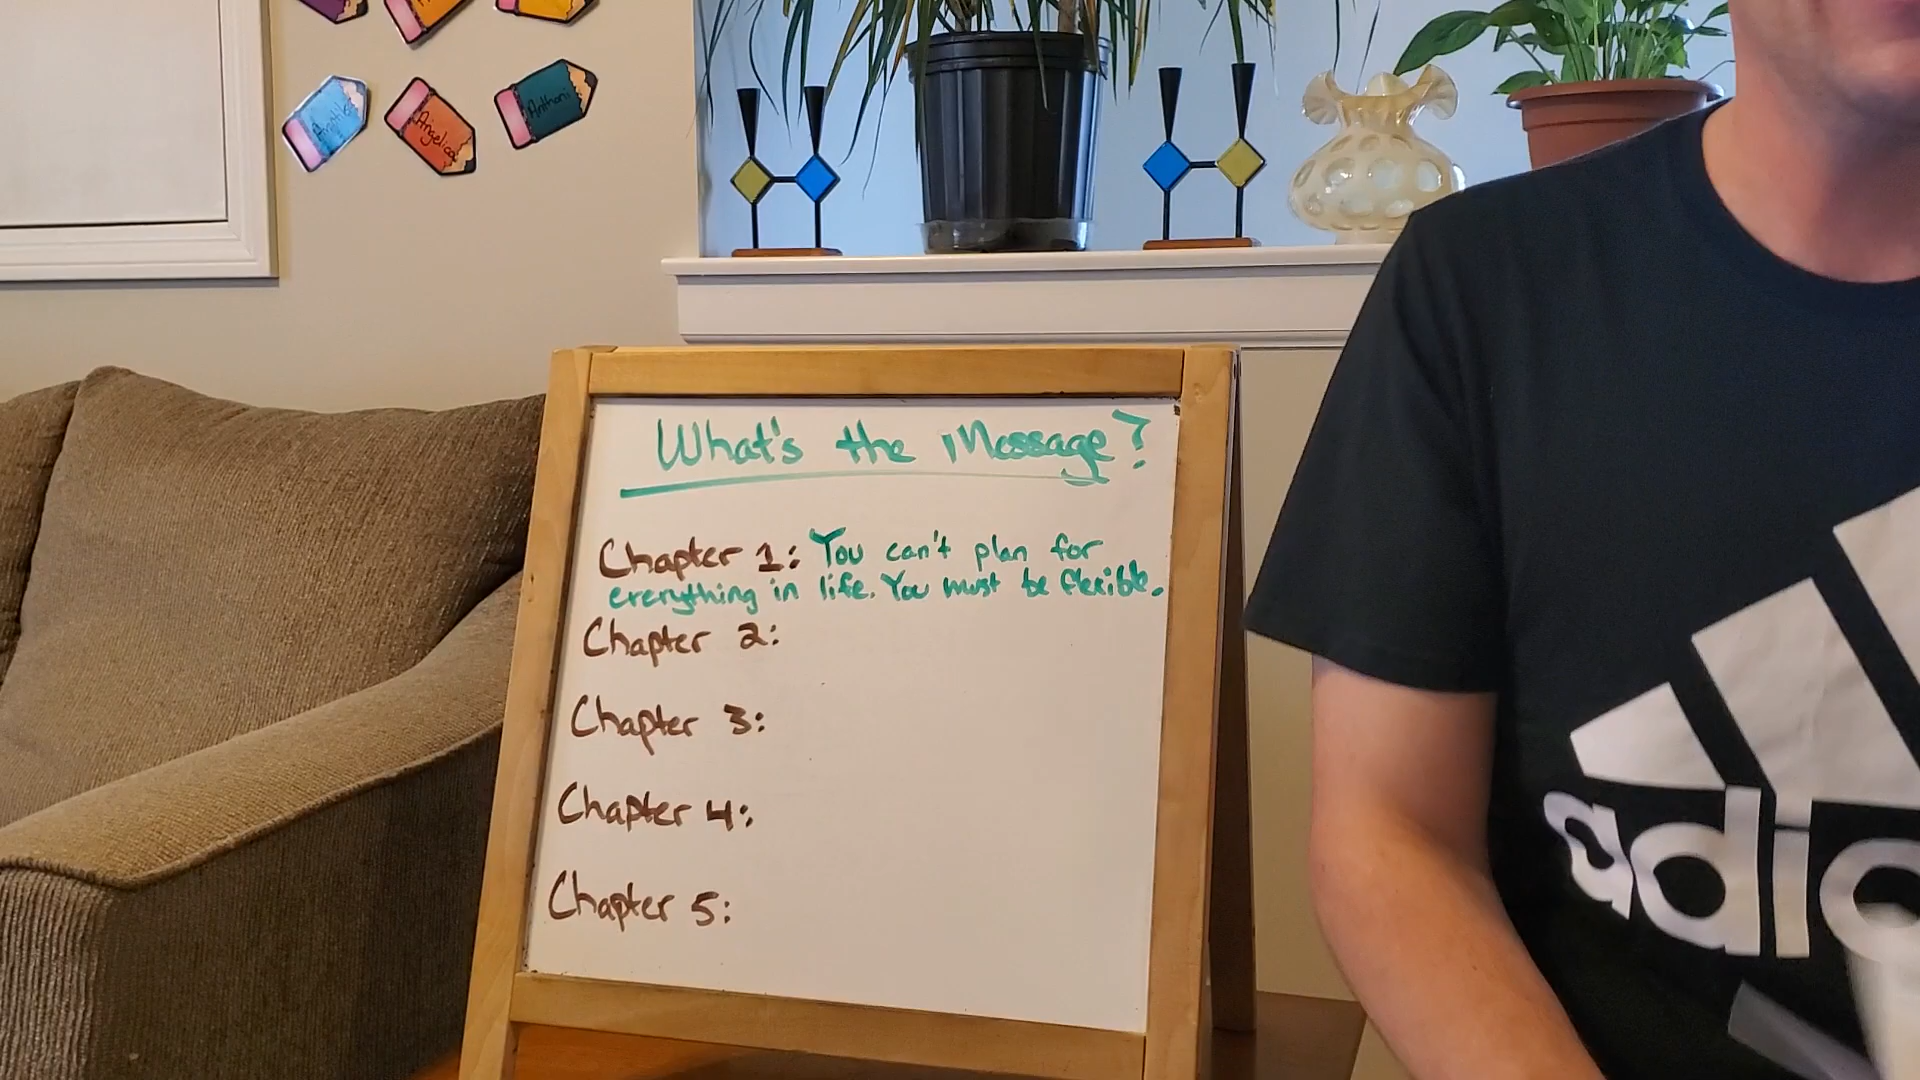 Angelica
Anthoni
What's the Message?
Chapter 1: You can't plan for
everything in life. You must be flexible.
Chapter 2:
Chapter 3:
Chapter 4:
Chapter 5:
adid